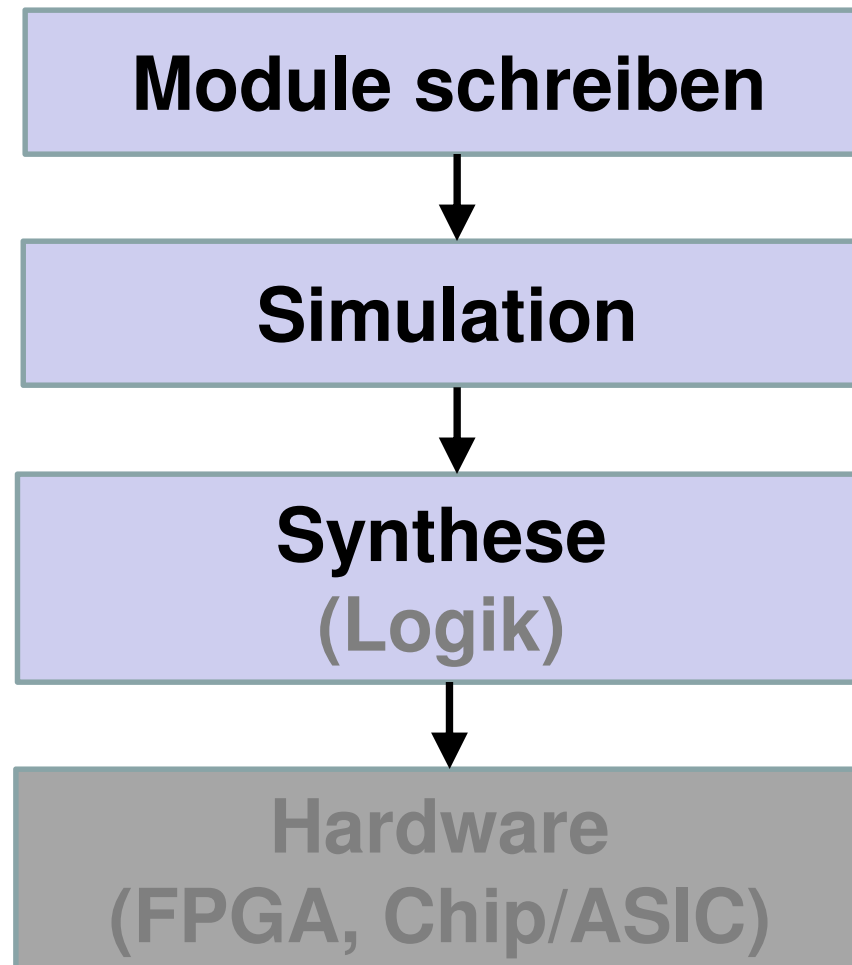 Module schreiben
Simulation
Synthese
(Logik)
Hardware
(FPGA, Chip/ASIC)